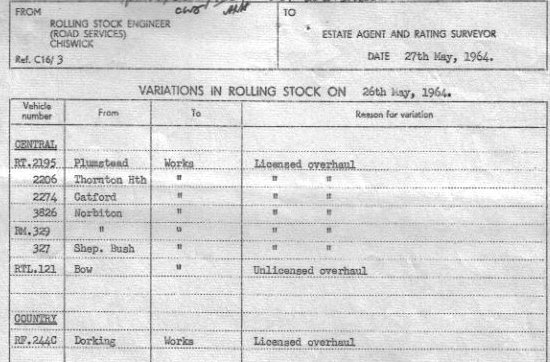 FROM
ROLLING STOCK ENGINEER
(ROAD SERVICES)
CHISWICK
Ref. C16/3
TO
ESTATE AGENT AND RATING SURVEYOR
DATE 27th May, 1964.
VARIATIONS IN ROLLING STOCK ON 26th May, 1964.
Vehicle number From To Reason for variation
CENTRAL
RT.2195 Plumstead Works Licensed overhaul
2206 Thornton Hth " " "
2274 Catford " " "
3826 Norbiton " " "
RM.329 " " " "
327 Shep. Bush " " "
RTL.121 Bow " Unlicensed overhaul
COUNTRY
RF.244C Dorking Works Licensed overhaul